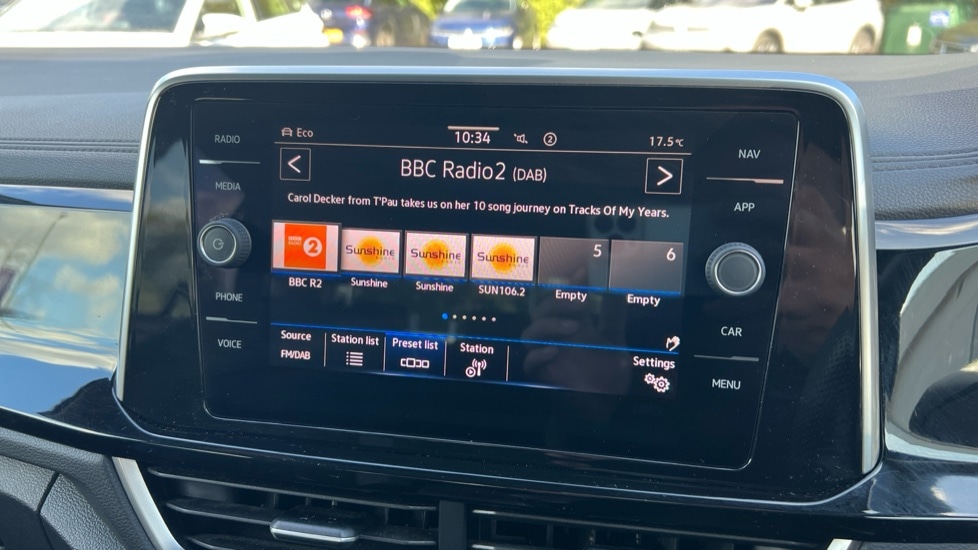 RADIO
MEDIA
PHONE
VOICE
Eco
10:34
2
17.5°C
BBC Radio2 (DAB)
Carol Decker from T'Pau takes us on her 10 song journey on Tracks Of My Years.
2
Sunshine
Sunshine
Sunshine
5
6
BBC R2
Sunshine
Sunshine
SUN106.2
Empty
Empty
Source
FM/DAB
Station list
Preset list
Station
Settings
NAV
APP
CAR
MENU